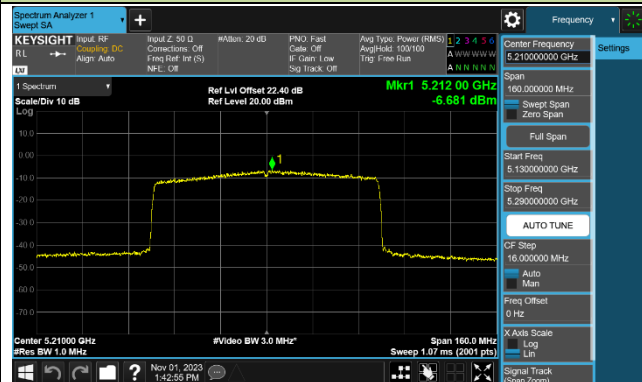 Spectrum Analyzer 1
Swept SA
Frequency
KEYSIGHT
RL
LXI
Input: RF
Coupling: DC
Align: Auto
Input Z: 50 Ω
Corrections: Off
Freq Ref: Int (S)
NFE: Off
#Atten: 20 dB
PNO: Fast
Gate: Off
IF Gain: Low
Sig Track: Off
Avg Type: Power (RMS)
Avg|Hold: 100/100
Trig: Free Run
1 2 3 4 5 6
A W W W W W
A N N N N N
1 Spectrum
Scale/Div 10 dB
Log
Ref Lvl Offset 22.40 dB
Ref Level 20.00 dBm
Mkr1 5.212 00 GHz
-6.681 dBm
10.0
0.00
-10.0
-20.0
-30.0
-40.0
-50.0
-60.0
-70.0
1
Center 5.21000 GHz
#Res BW 1.0 MHz
#Video BW 3.0 MHz*
Span 160.0 MHz
Sweep 1.07 ms (2001 pts)
Nov 01, 2023
1:42:55 PM
Center Frequency
5.210000000 GHz
Settings
Span
160.000000 MHz
Swept Span
Zero Span
Full Span
Start Freq
5.130000000 GHz
Stop Freq
5.290000000 GHz
AUTO TUNE
CF Step
16.000000 MHz
Auto
Man
Freq Offset
0 Hz
X Axis Scale
Log
Lin
Signal Track
(Span Zoom)